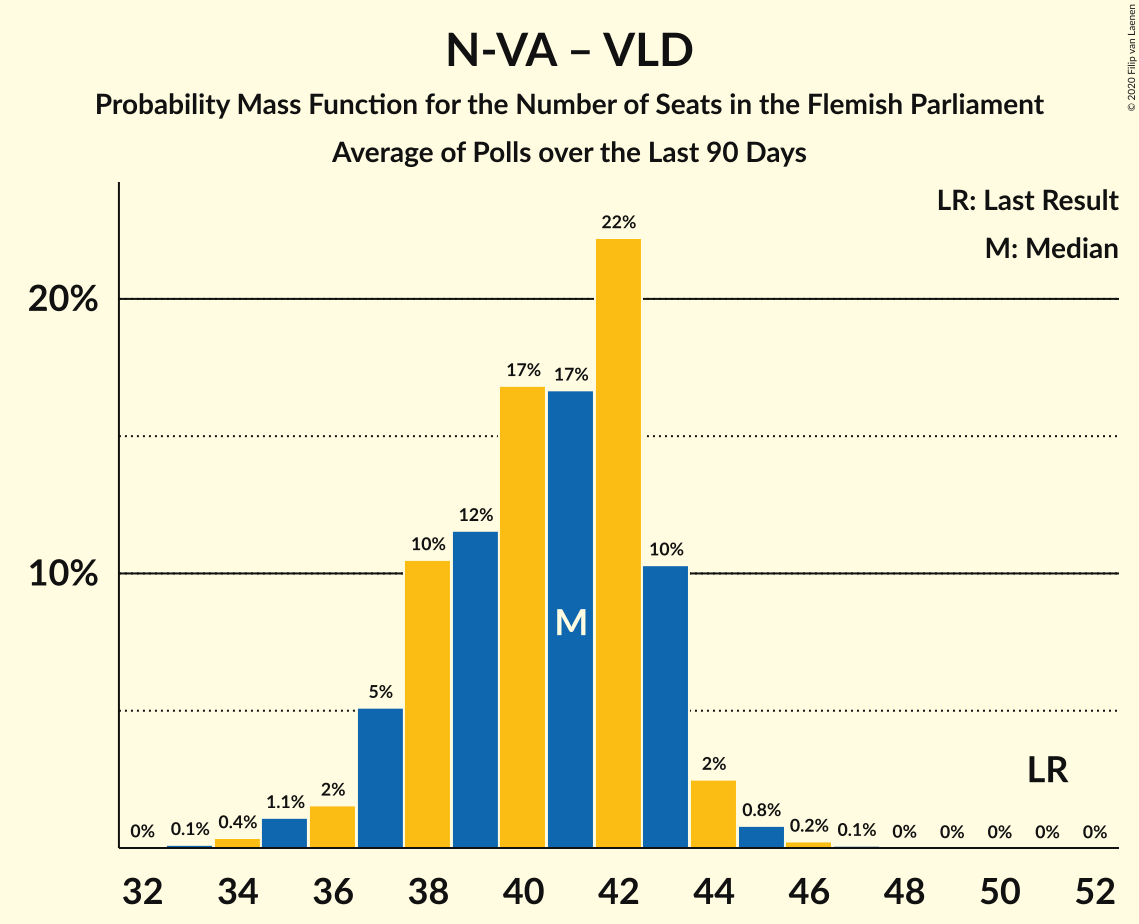 N-VA – VLD
Probability Mass Function for the Number of Seats in the Flemish Parliament
Average of Polls over the Last 90 Days
© 2020 Filip van Laenen
LR: Last Result
M: Median
20%
10%
0%
0.1%
0.4%
1.1%
2%
5%
10%
12%
17%
17%
22%
10%
2%
0.8%
0.2%
0.1%
0%
0%
0%
0%
0%
M
LR
32 34 36 38 40 42 44 46 48 50 52